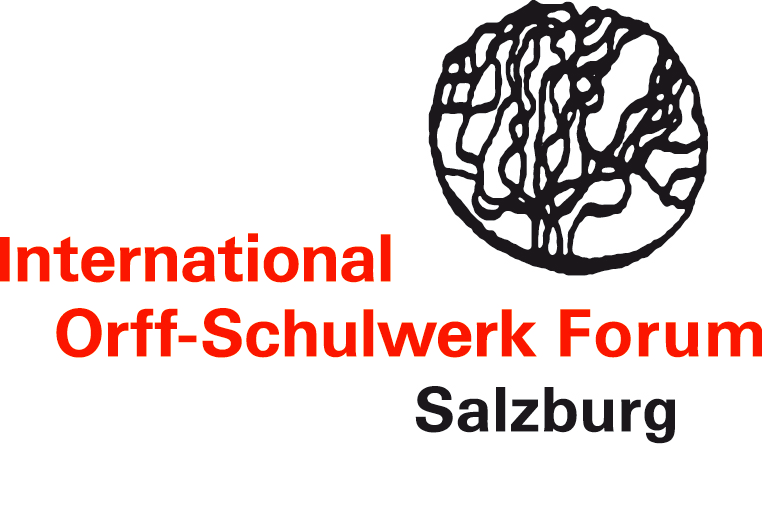 International
Orff-Schulwerk Forum
Salzburg